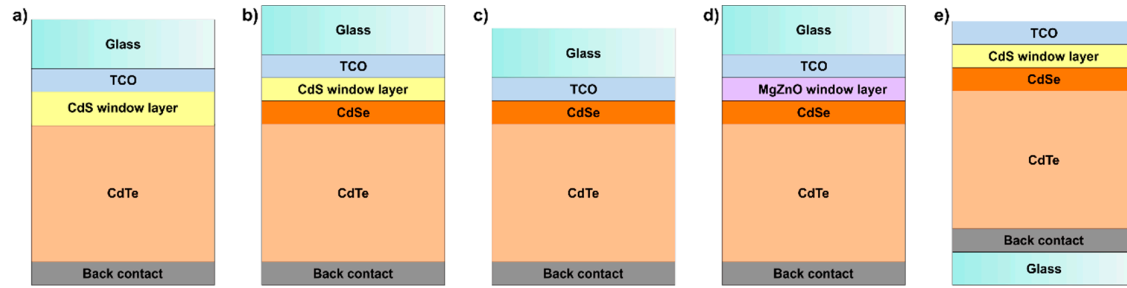 a)
Glass
TCO
CdS window layer
CdTe
Back contact
b)
Glass
TCO
CdS window layer
CdSe
CdTe
Back contact
c)
Glass
TCO
CdSe
CdTe
Back contact
d)
Glass
TCO
MgZnO window layer
CdSe
CdTe
Back contact
e)
TCO
CdS window layer
CdSe
CdTe
Back contact
Glass